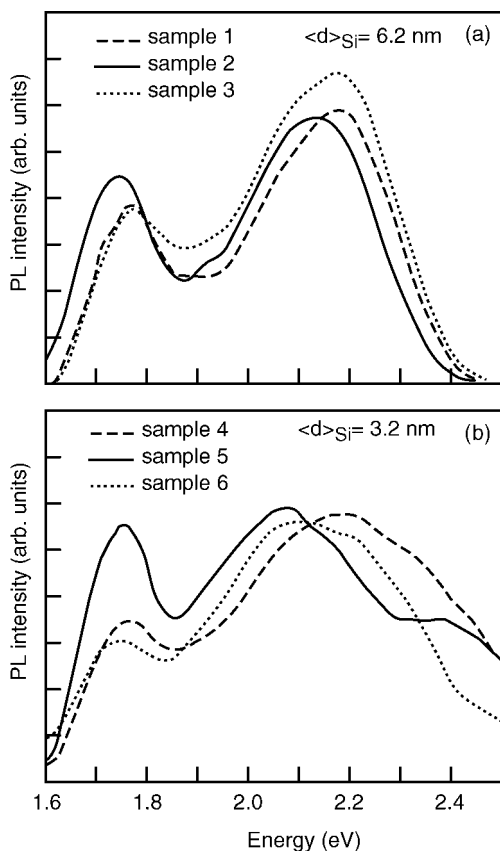 sample 1
sample 2
sample 3
<d>Si= 6.2 nm
(a)
PL intensity (arb. units)
sample 4
sample 5
sample 6
<d>Si= 3.2 nm
(b)
PL intensity (arb. units)
1.6 1.8 2.0 2.2 2.4
Energy (eV)